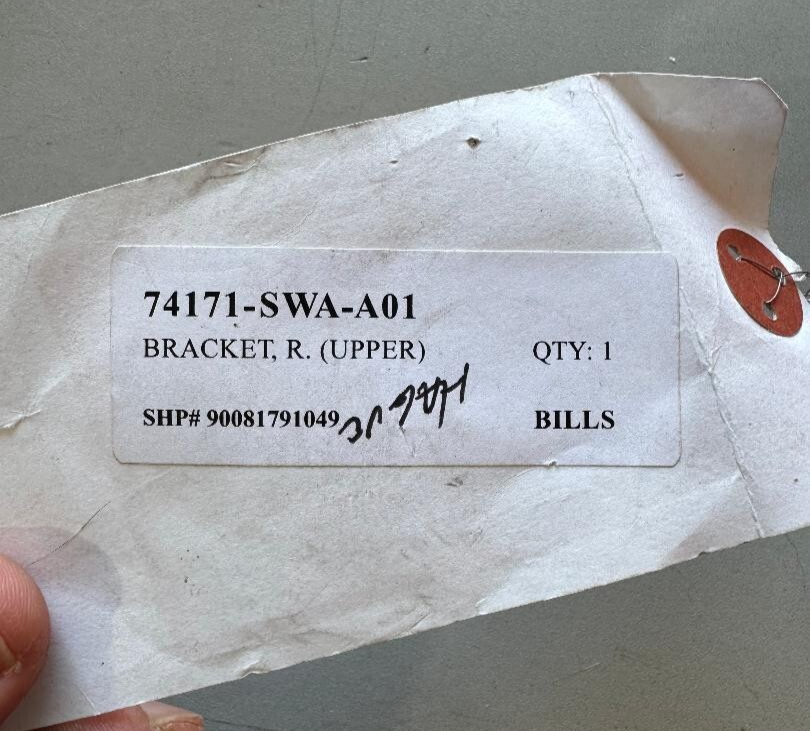 74171-SWA-A01
BRACKET, R. (UPPER) QTY: 1
SHP# 90081791049 BILLS